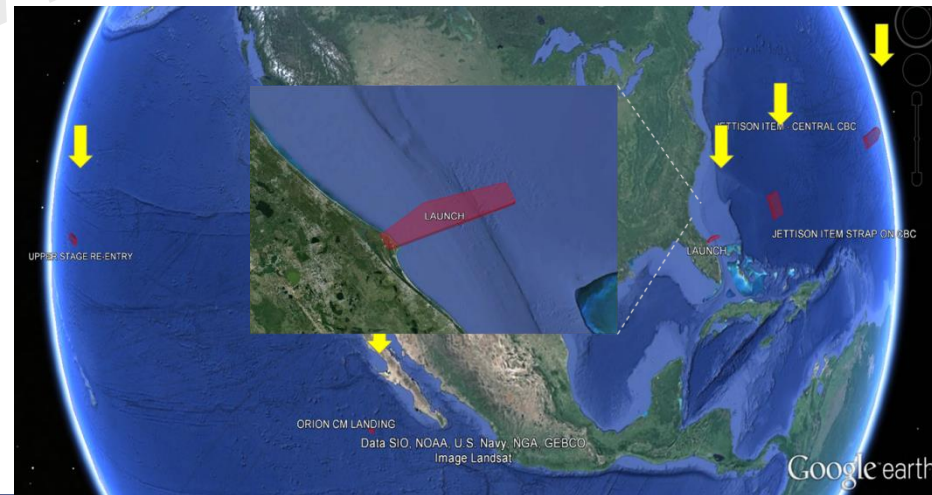 JETTISON ITEM - CENTRAL CBC
LAUNCH
JETTISON ITEM STRAP ON CBC
LAUNCH
UPPER STAGE RE-ENTRY
ORION CM LANDING
Data SIO, NOAA, U.S. Navy, NGA, GEBCO
Image Landsat
Google earth